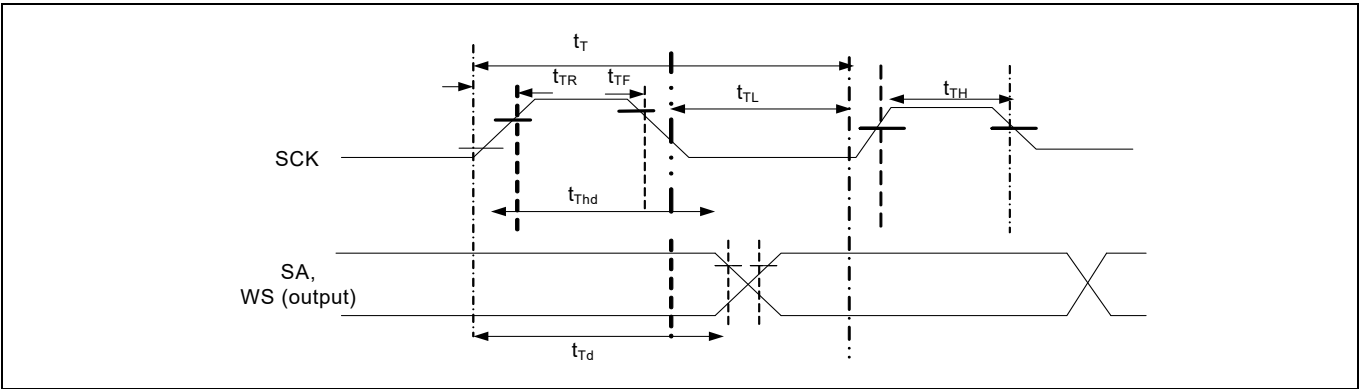 tT
tTR
tTF
tTL
tTH
SCK
tThd
SA,
WS (output)
tTd